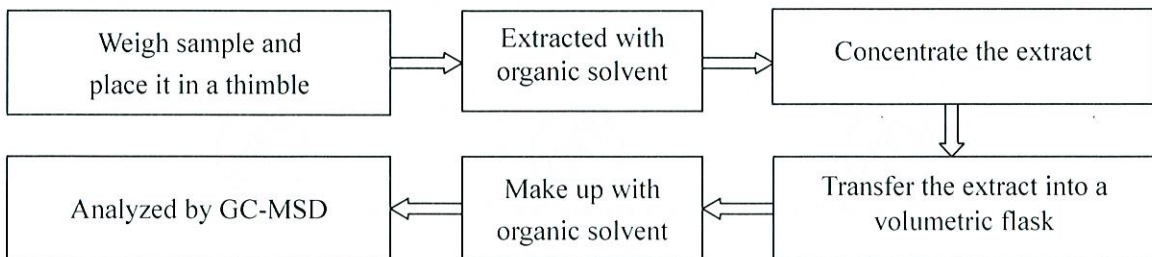 Weigh sample and
place it in a thimble
Extracted with
organic solvent
Concentrate the extract
Transfer the extract into a
volumetric flask
Make up with
organic solvent
Analyzed by GC-MSD